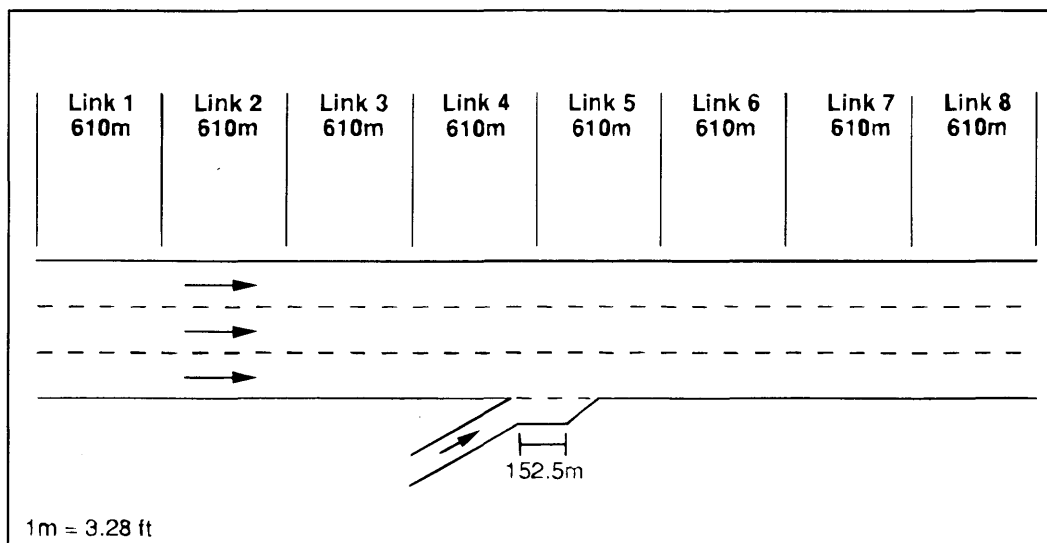 Link 1 Link 2 Link 3 Link 4 Link 5 Link 6 Link 7 Link 8
610m 610m 610m 610m 610m 610m 610m 610m
152.5m
1m = 3.28 ft